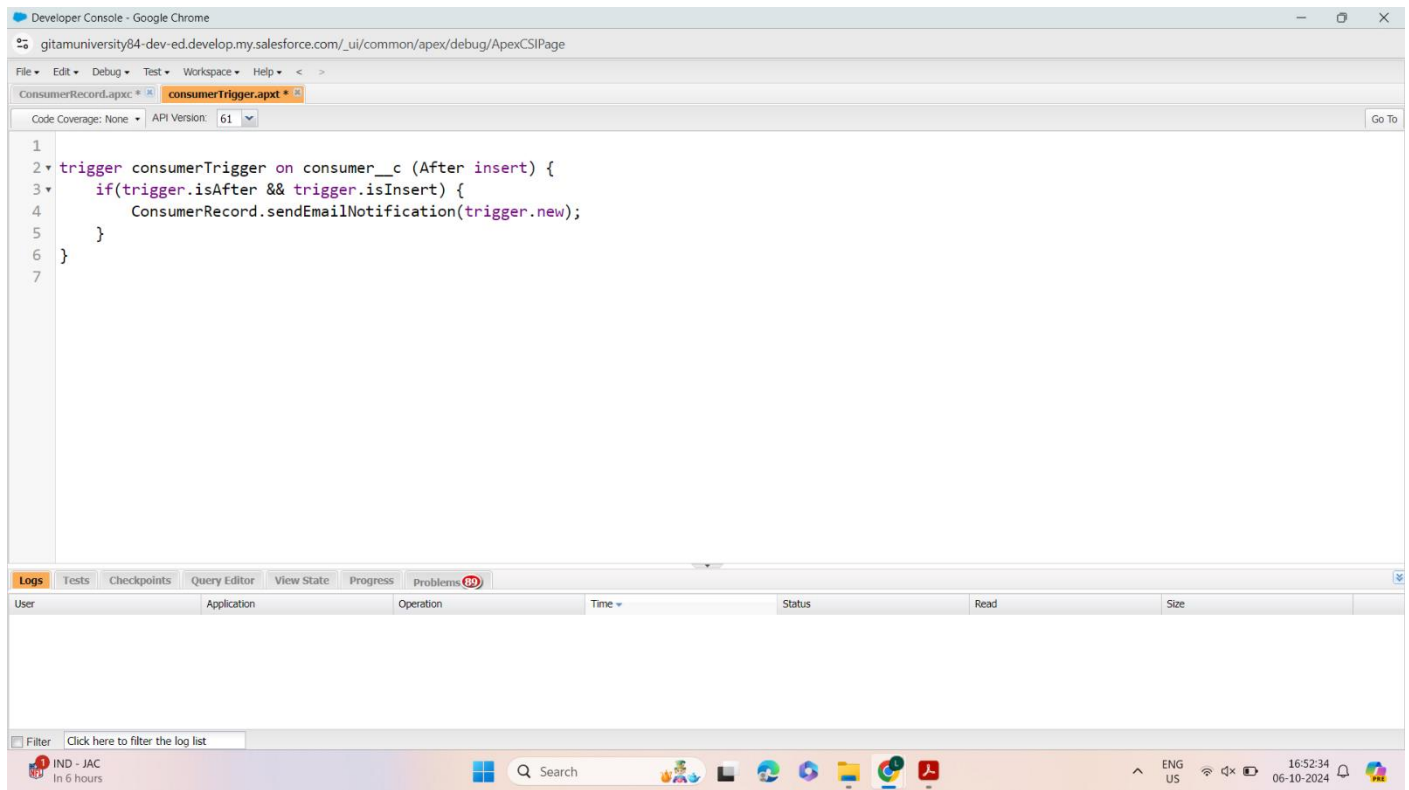 Developer Console - Google Chrome
gitamuniversity84-dev-ed.develop.my.salesforce.com/_ui/common/apex/debug/ApexCSIPage
File Edit Debug Test Workspace Help < >
ConsumerRecord.apxc * consumerTrigger.apxt *
Code Coverage: None API Version: 61 Go To
1
2 trigger consumerTrigger on consumer__c (After insert) {
3 if(trigger.isAfter && trigger.isInsert) {
4 ConsumerRecord.sendEmailNotification(trigger.new);
5 }
6 }
7
Logs Tests Checkpoints Query Editor View State Progress Problems 89
User Application Operation Time Status Read Size
Filter Click here to filter the log list
1 IND - JAC ENG 16:52:34
In 6 hours Search US 06-10-2024 PRE